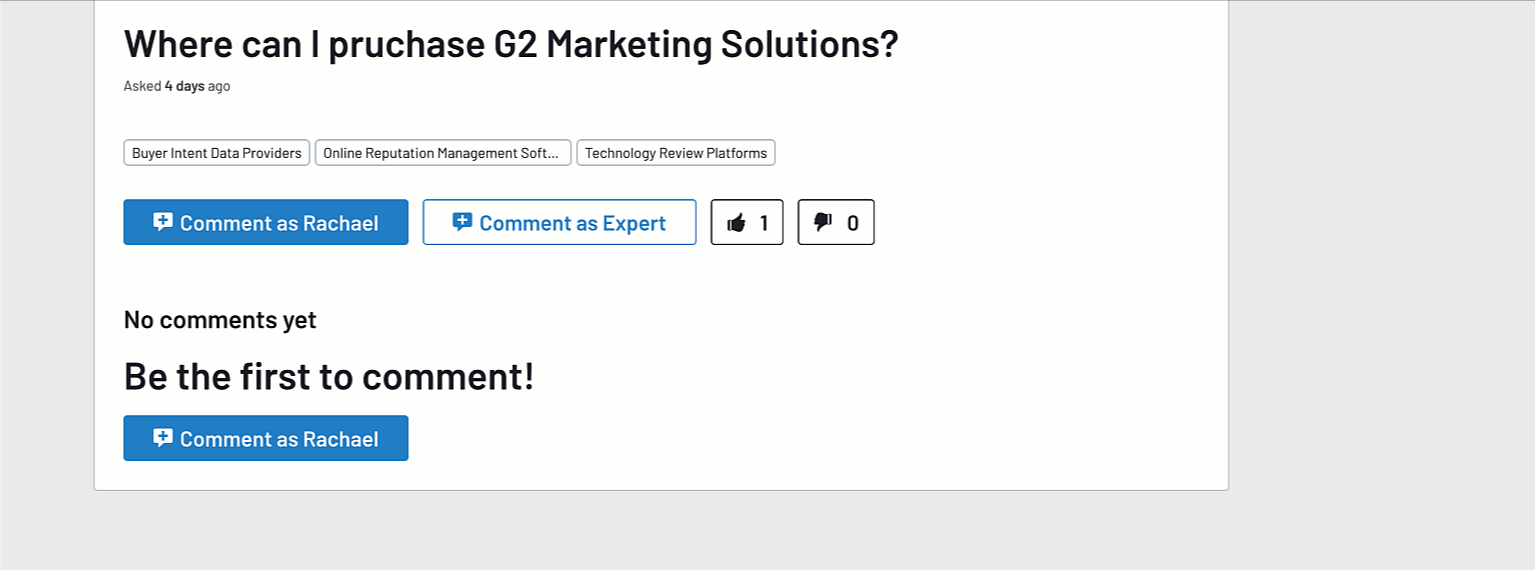 Where can I pruchase G2 Marketing Solutions?
Asked 4 days ago
Buyer Intent Data Providers Online Reputation Management Soft... Technology Review Platforms
Comment as Rachael Comment as Expert 1 0
No comments yet
Be the first to comment!
Comment as Rachael